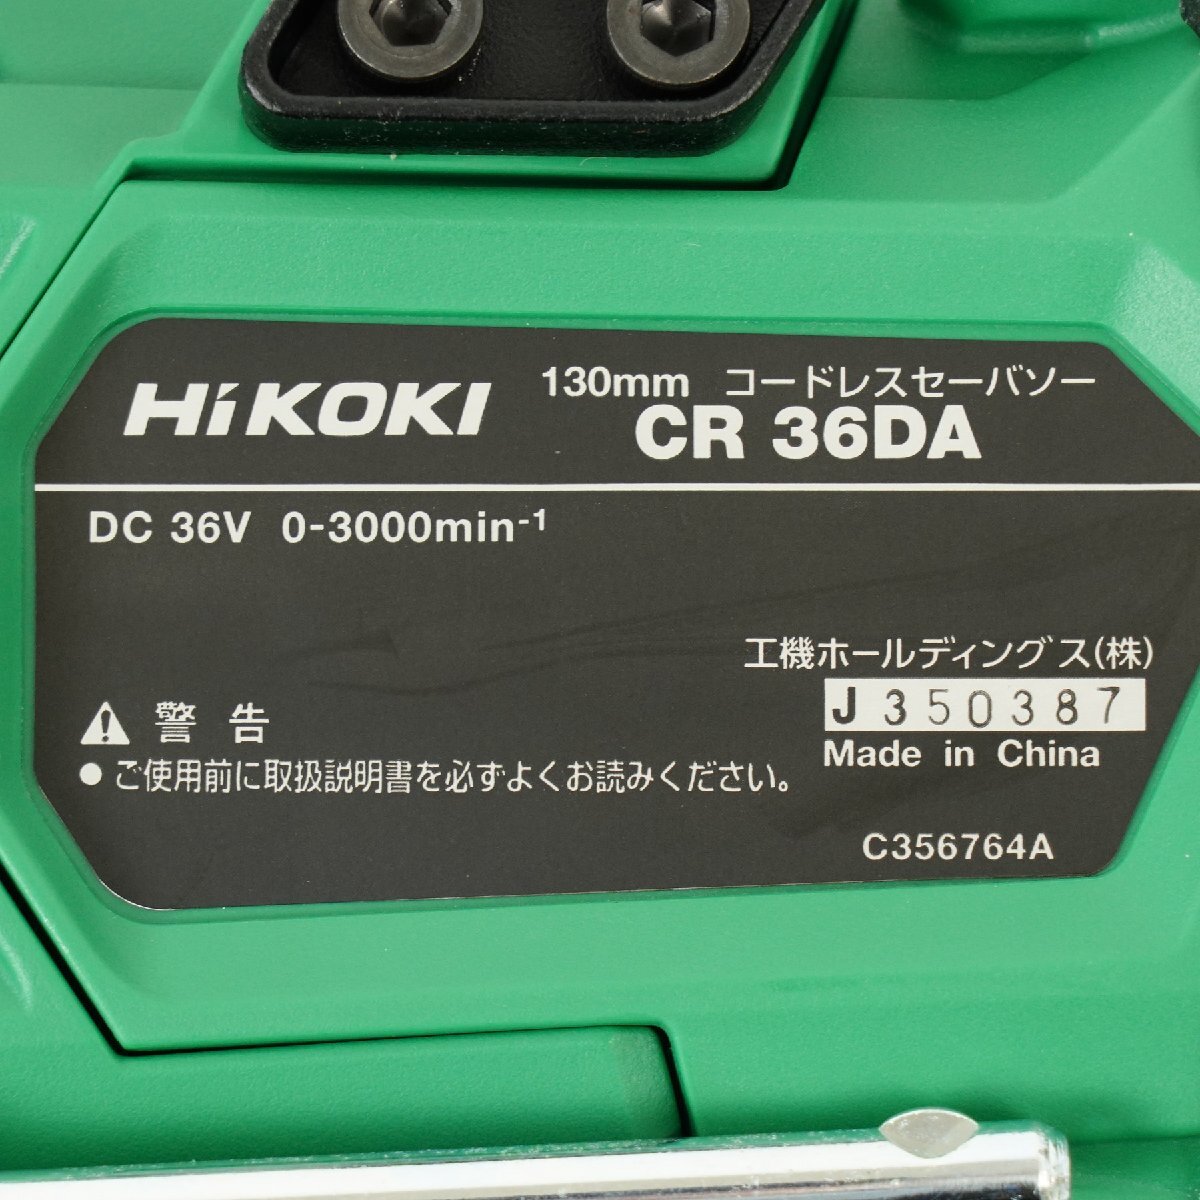 HiKOKI
130mm コードレスセーバソー
CR 36DA
DC 36V 0-3000min-1
工機ホールディングス(株)
J350387
Made in China
警 告
● ご使用前に取扱説明書を必ずよくお読みください。
C356764A